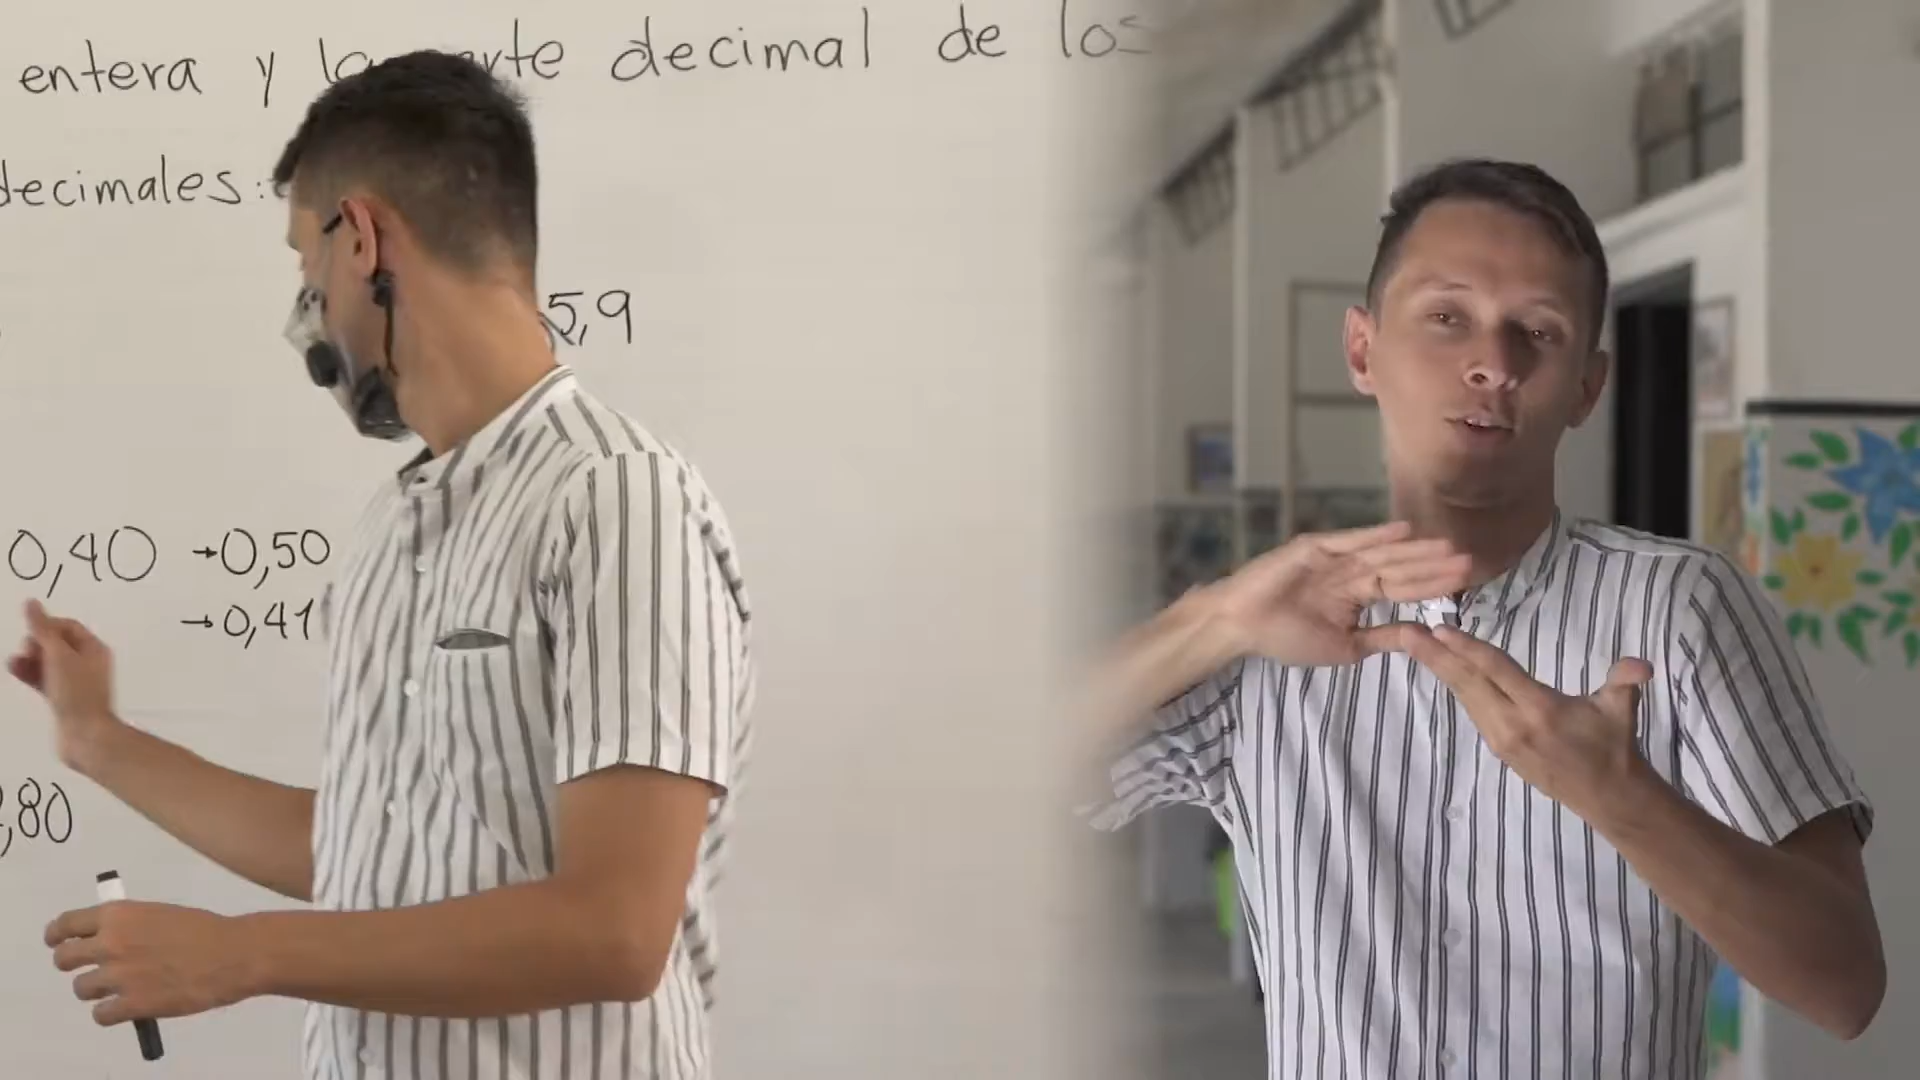 entera y la parte decimal de los
decimales:
5,9
0,40 →0,50
→0,41
,80